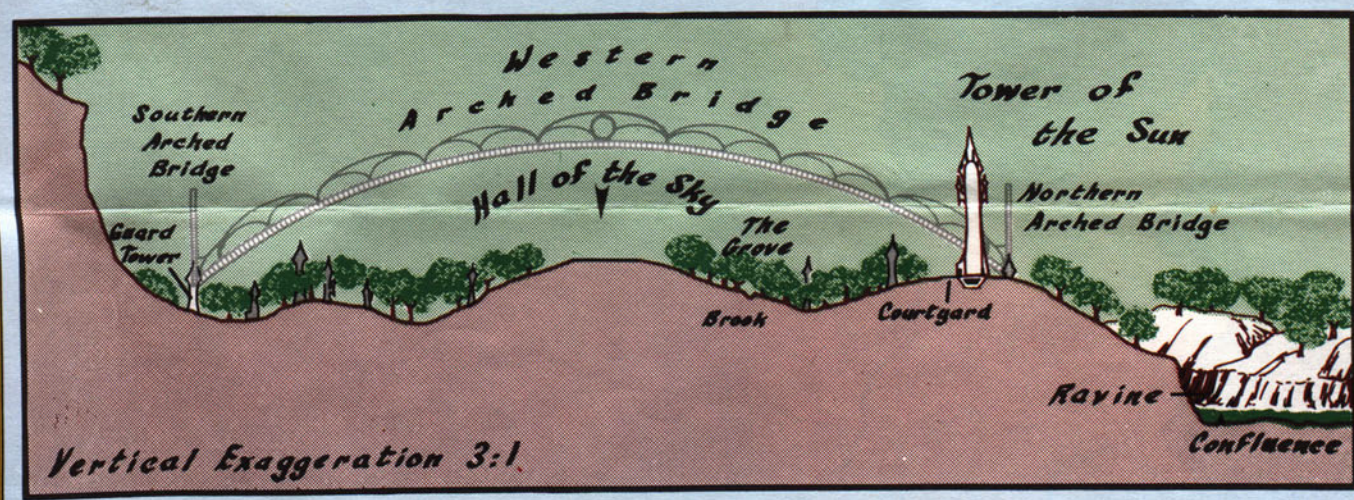 Western
Arched Bridge
Tower of
the Sun
Southern
Arched
Bridge
Hall of the Sky
Northern
Arched Bridge
Guard
Tower
The
Grove
Brook
Courtyard
Ravine
Confluence
Vertical Exaggeration 3:1